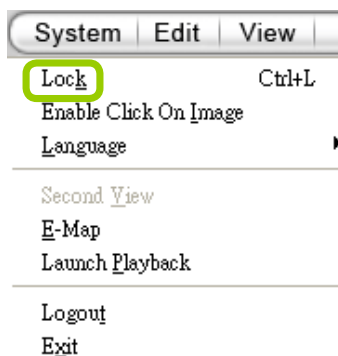 System Edit View
Lock Ctrl+L
Enable Click On Image
Language
Second View
E-Map
Launch Playback
Logout
Exit